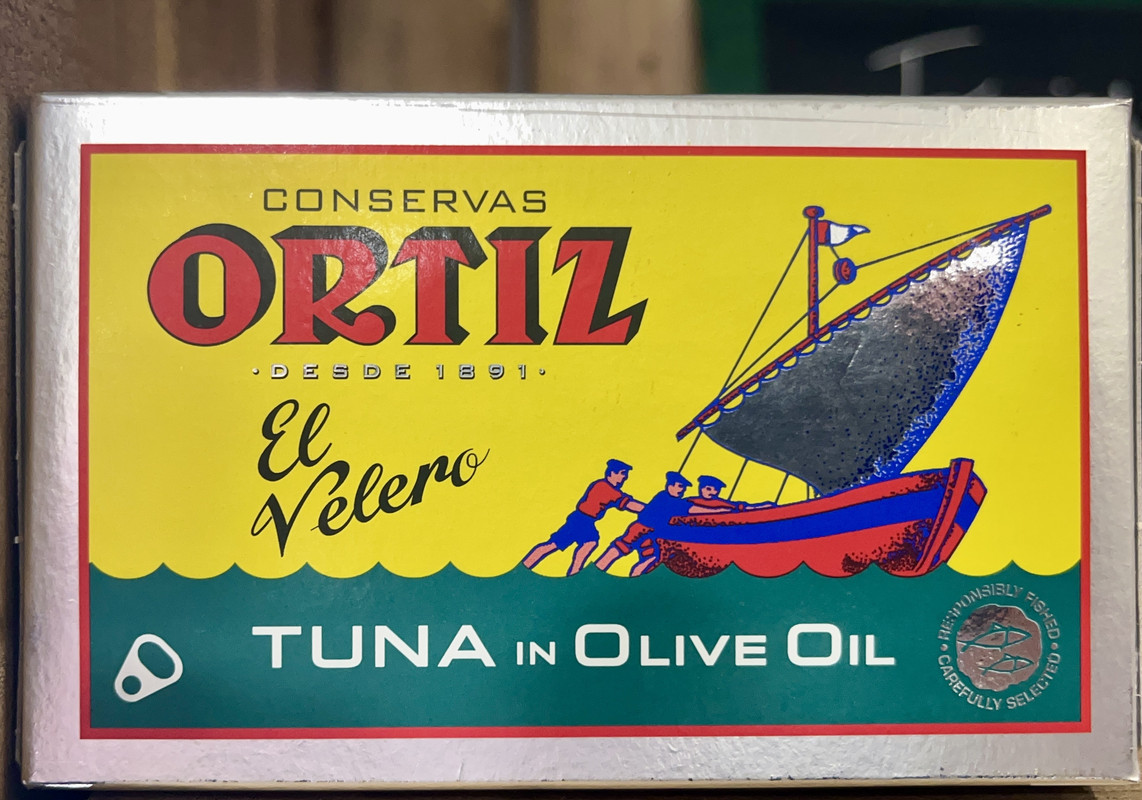 CONSERVAS
ORTIZ
·DESDE 1891·
El
Velero
TUNA IN OLIVE OIL
·RESPONSIBLY FISHED·
CAREFULLY SELECTED